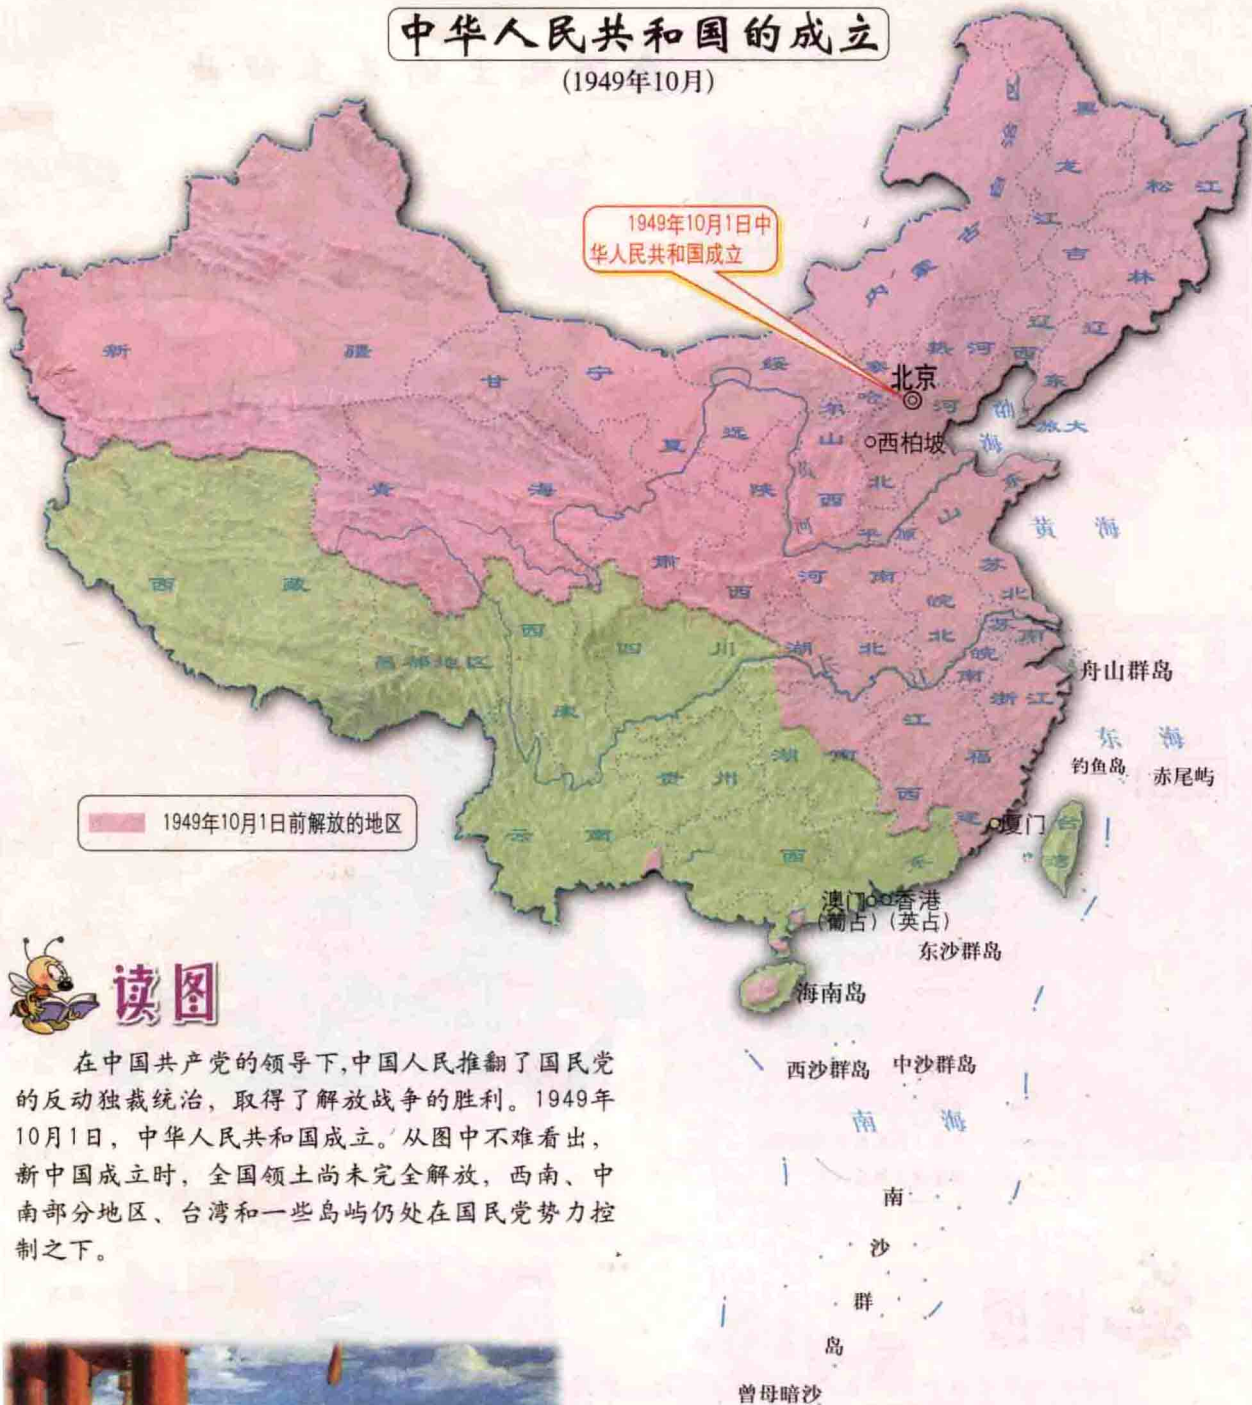 中华人民共和国的成立
(1949年10月)
1949年10月1日中
华人民共和国成立
内蒙古自治区
黑龙江
松江
吉林
辽西
辽东
热河
察哈尔
绥远
新疆
甘肃
宁夏
北京
河北
渤海
旅大
西柏坡
山西
陕西
黄河
青海
山东
平原
黄海
西藏
昌都地区
西康
四川
河南
苏北
皖北
苏南
皖南
湖北
长江
浙江
舟山群岛
东海
钓鱼岛
赤尾屿
江西
福建
湖南
贵州
云南
广西
广东
厦门
台湾
澳门
(葡占)
香港
(英占)
东沙群岛
海南岛
西沙群岛
中沙群岛
南海
南沙群岛
曾母暗沙
1949年10月1日前解放的地区
读图
在中国共产党的领导下,中国人民推翻了国民党
的反动独裁统治，取得了解放战争的胜利。1949年
10月1日，中华人民共和国成立。从图中不难看出，
新中国成立时，全国领土尚未完全解放，西南、中
南部分地区、台湾和一些岛屿仍处在国民党势力控
制之下。